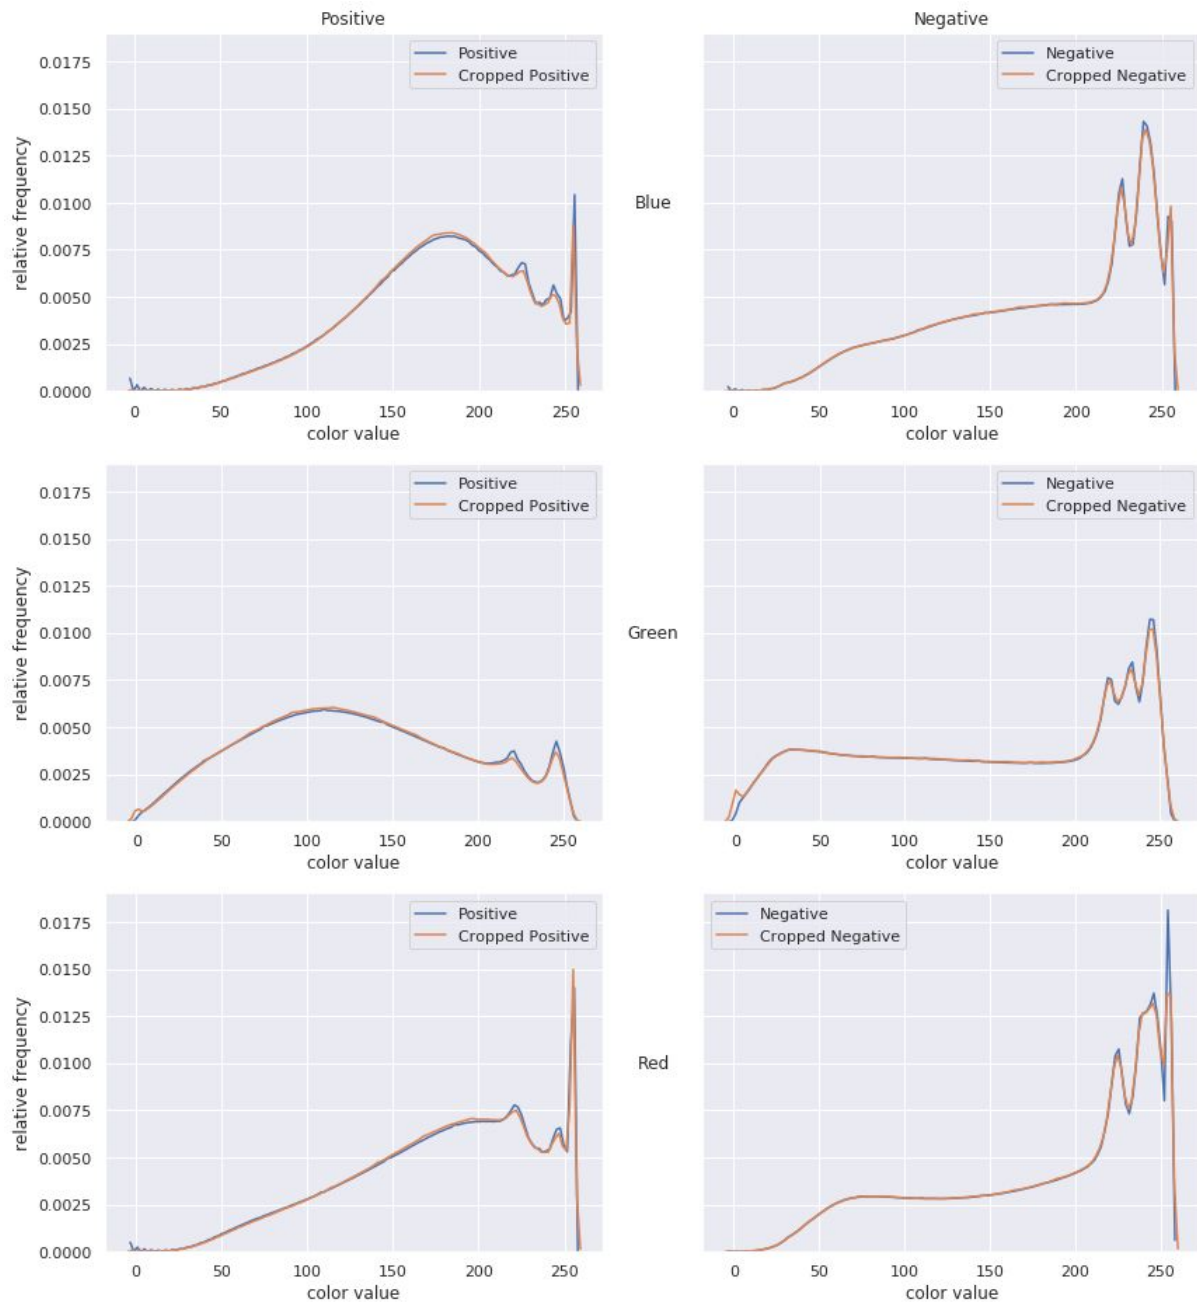 Positive
Negative
Positive
Cropped Positive
Negative
Cropped Negative
relative frequency
0.0175
0.0150
0.0125
0.0100
0.0075
0.0050
0.0025
0.0000
Blue
0 50 100 150 200 250
0 50 100 150 200 250
color value
color value
Positive
Cropped Positive
Negative
Cropped Negative
relative frequency
0.0175
0.0150
0.0125
0.0100
0.0075
0.0050
0.0025
0.0000
Green
0 50 100 150 200 250
0 50 100 150 200 250
color value
color value
Positive
Cropped Positive
Negative
Cropped Negative
relative frequency
0.0175
0.0150
0.0125
0.0100
0.0075
0.0050
0.0025
0.0000
Red
0 50 100 150 200 250
0 50 100 150 200 250
color value
color value